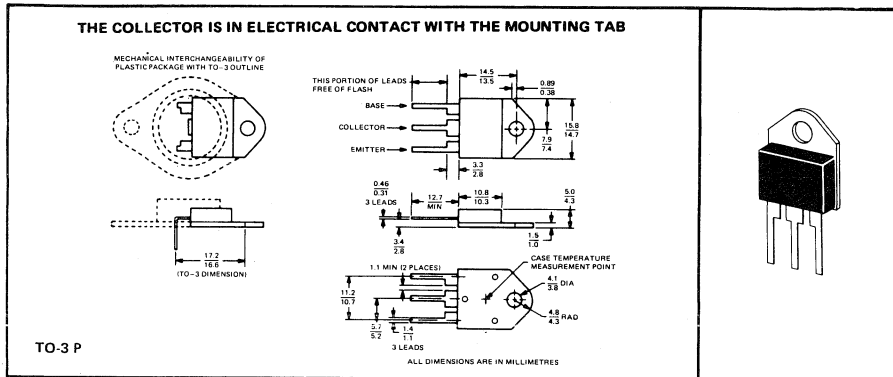 THE COLLECTOR IS IN ELECTRICAL CONTACT WITH THE MOUNTING TAB
MECHANICAL INTERCHANGEABILITY OF
PLASTIC PACKAGE WITH TO-3 OUTLINE
THIS PORTION OF LEADS
FREE OF FLASH
14.5
13.5
0.89
0.38
BASE
COLLECTOR
EMITTER
15.8
14.7
7.9
7.4
3.3
2.8
0.46
0.31
3 LEADS
12.7
MIN
10.8
10.3
5.0
4.3
3.4
2.8
1.5
1.0
17.2
16.6
(TO-3 DIMENSION)
1.1 MIN (2 PLACES)
CASE TEMPERATURE
MEASUREMENT POINT
4.1
3.8 DIA
11.2
10.7
4.8
4.3 RAD
5.7
5.2
1.4
1.1
3 LEADS
TO-3 P
ALL DIMENSIONS ARE IN MILLIMETRES